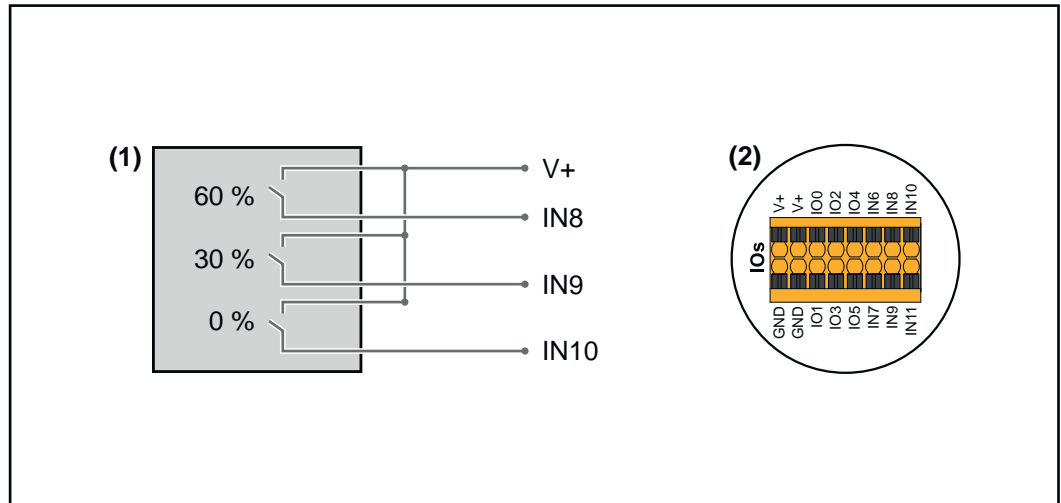 (1)
60 %
30 %
0 %
V+
IN8
IN9
IN10
(2)
IOs
V+ V+ IO0 IO2 IO4 IN6 IN8 IN10
GND GND IO1 IO3 IO5 IN7 IN9 IN11